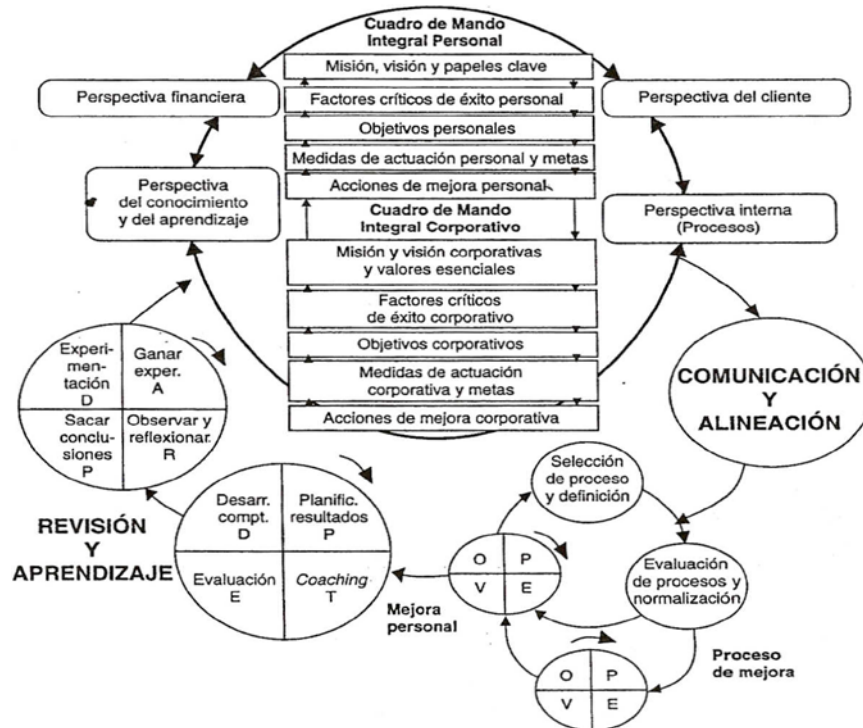 Cuadro de Mando
Integral Personal
Misión, visión y papeles clave
Perspectiva financiera
Factores críticos de éxito personal
Perspectiva del cliente
Objetivos personales
Medidas de actuación personal y metas
Acciones de mejora personal
Perspectiva
del conocimiento
y del aprendizaje
Cuadro de Mando
Integral Corporativo
Perspectiva interna
(Procesos)
Misión y visión corporativas
y valores esenciales
Factores críticos
de éxito corporativo
Objetivos corporativos
Medidas de actuación
corporativa y metas
Acciones de mejora corporativa
Experi-
men-
tación
D
Ganar
exper.
A
Sacar
conclu-
siones
P
Observar y
reflexionar.
R
COMUNICACIÓN
Y
ALINEACIÓN
Selección
de proceso
y definición
REVISIÓN
Y
APRENDIZAJE
Desarr.
compt.
D
Planific.
resultados
P
Evaluación
E
Coaching
T
O P
V E
Evaluación
de procesos y
normalización
Mejora
personal
O P
V E
Proceso
de mejora